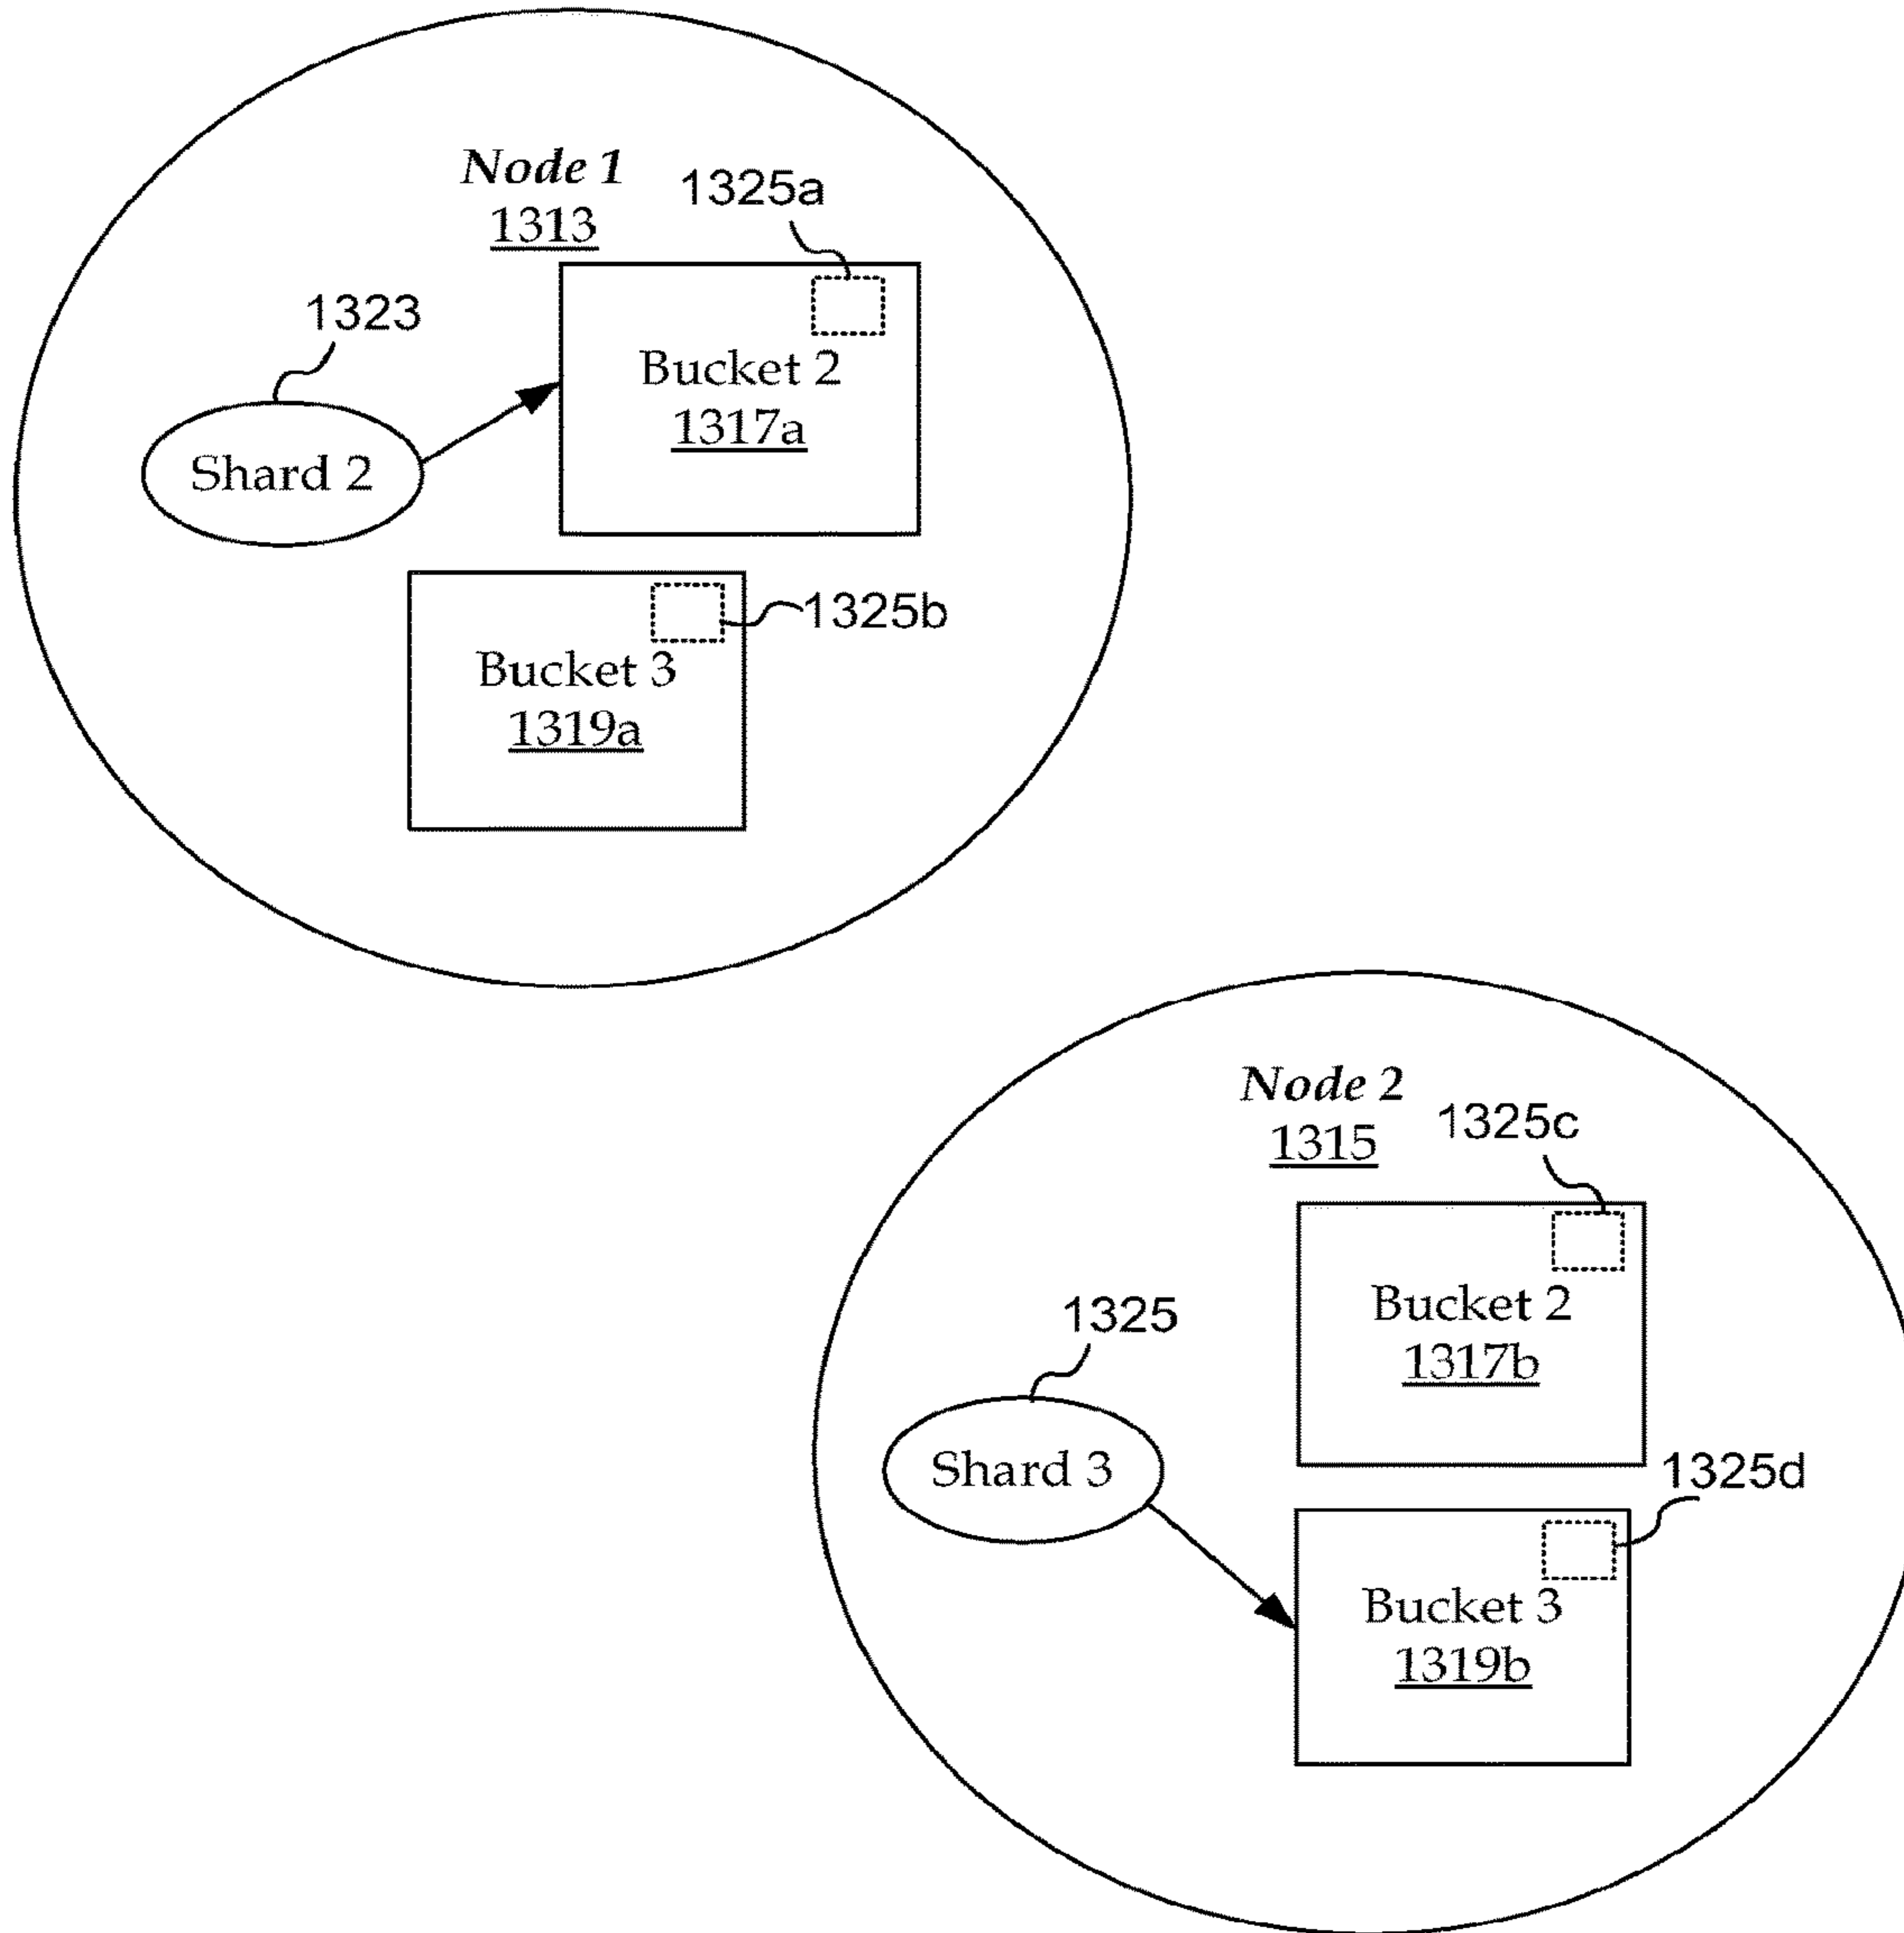 Node 1
1313
1325a
1323
Bucket 2
1317a
Shard 2
1325b
Bucket 3
1319a
Node 2
1315
1325c
1325
Bucket 2
1317b
Shard 3
1325d
Bucket 3
1319b